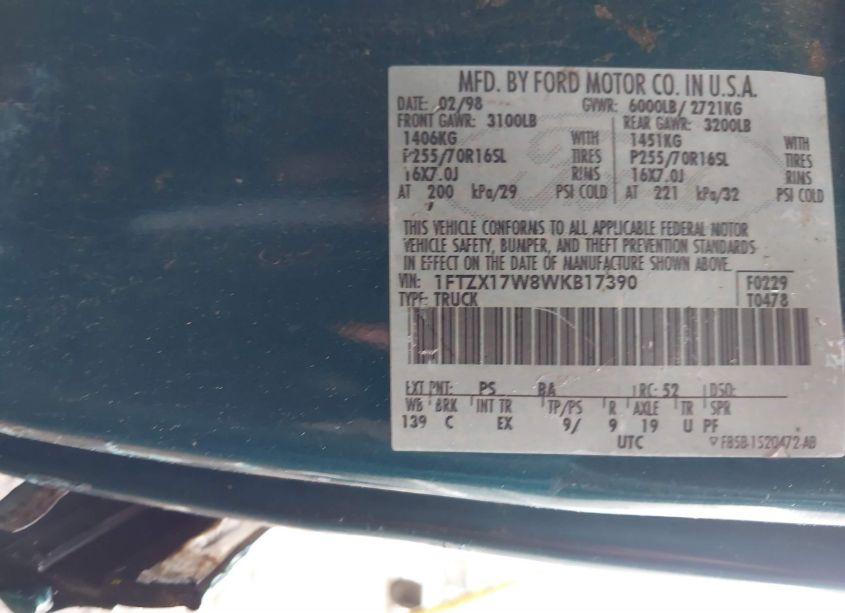 MFD. BY FORD MOTOR CO. IN U.S.A.
DATE: 02/98 GVWR: 6000LB/ 2721KG
FRONT GAWR: 3100LB REAR GAWR: 3200LB
1406KG WITH 1451KG WITH
P255/70R16SL TIRES P255/70R16SL TIRES
16X7.0J RIMS 16X7.0J RIMS
AT 200 kPa/29 PSI COLD AT 221 kPa/32 PSI COLD
THIS VEHICLE CONFORMS TO ALL APPLICABLE FEDERAL MOTOR
VEHICLE SAFETY, BUMPER, AND THEFT PREVENTION STANDARDS
IN EFFECT ON THE DATE OF MANUFACTURE SHOWN ABOVE.
VIN: 1FTZX17W8WKB17390 F0229
TYPE: TRUCK T0478
EXT PNT: PS BA RC: 52 DSO:
WB BRK INT TR TP/PS R AXLE TR SPR
139 C EX 9/ 9 19 U PF
UTC F85B-1520472-AB